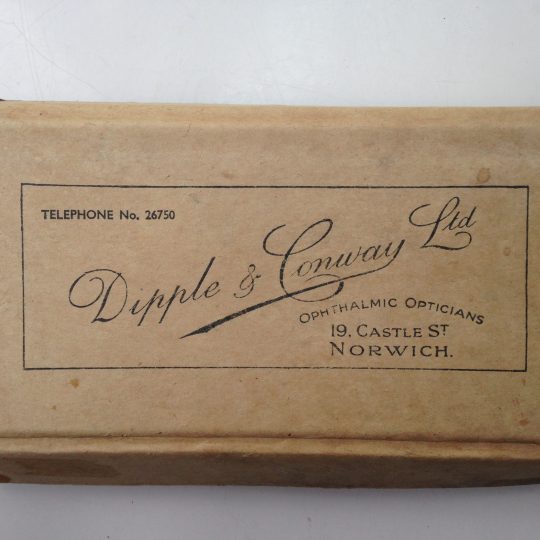 TELEPHONE No. 26750
Dipple & Conway Ltd
OPHTHALMIC OPTICIANS
19, CASTLE ST
NORWICH.